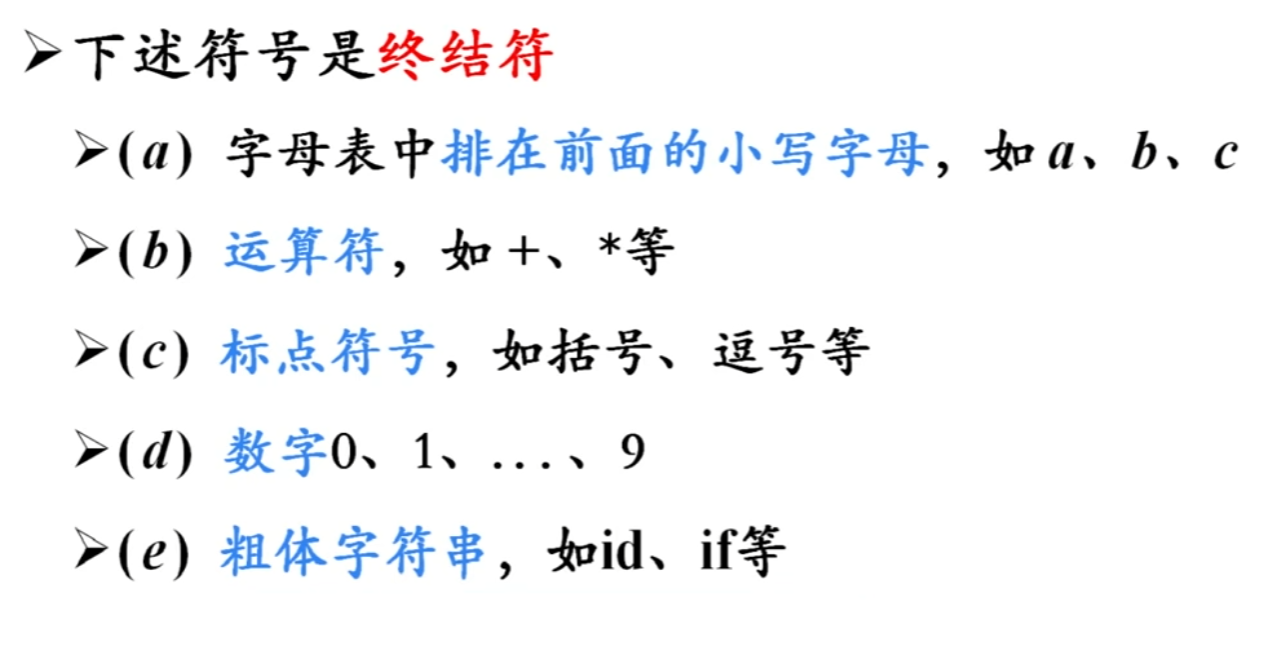 ➢下述符号是终结符
➢(a) 字母表中排在前面的小写字母，如 a、b、c
➢(b) 运算符，如 +、*等
➢(c) 标点符号，如括号、逗号等
➢(d) 数字0、1、...、9
➢(e) 粗体字符串，如id、if等